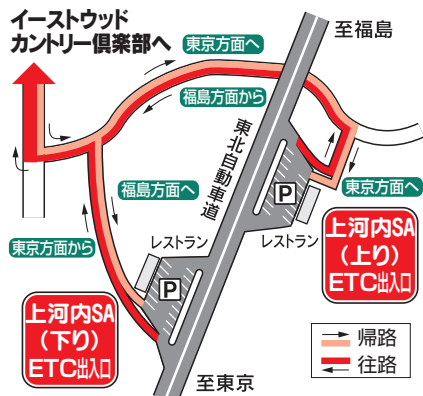 イーストウッド
カントリー倶楽部へ
東京方面へ
至福島
福島方面から
東北自動車道
福島方面へ
P
東京方面へ
東京方面から
レストラン
レストラン
上河内SA
(上り)
ETC出入口
P
上河内SA
(下り)
ETC出入口
帰路
往路
至東京